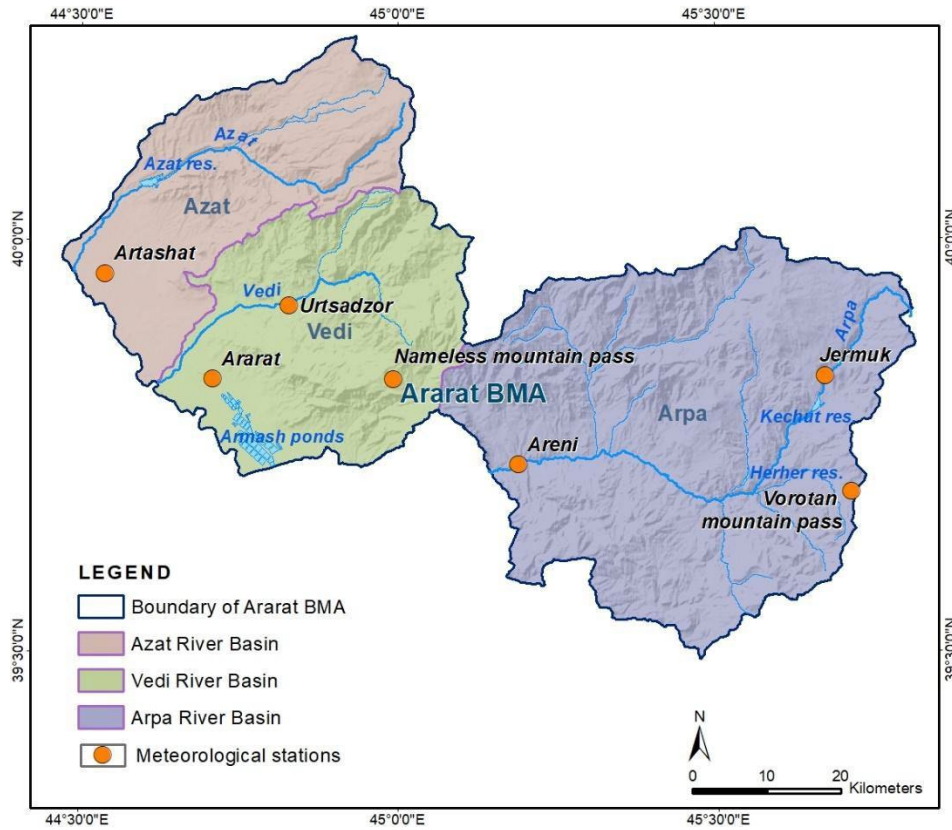 44°30'0"E
45°0'0"E
45°30'0"E
40°0'0"N
40°0'0"N
Azat
Azat res.
Azat
Artashat
Vedi
Urtsadzor
Vedi
Ararat
Nameless mountain pass
Ararat BMA
Armash ponds
Arpa
Jermuk
Arpa
Kechut res.
Areni
Herher res.
Vorotan
mountain pass
39°30'0"N
39°30'0"N
LEGEND
Boundary of Ararat BMA
Azat River Basin
Vedi River Basin
Arpa River Basin
Meteorological stations
N
0 10 20
Kilometers
44°30'0"E
45°0'0"E
45°30'0"E